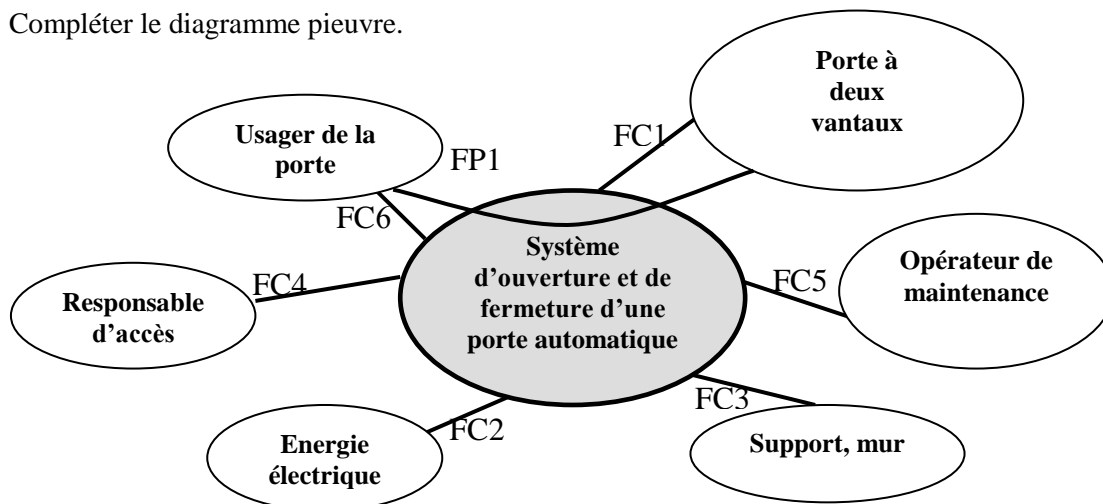 Compléter le diagramme pieuvre.
Porte à
deux
vantaux
Usager de la
porte
FC1
FP1
FC6
Système
d’ouverture et de
fermeture d’une
porte automatique
Opérateur de
maintenance
FC5
FC4
Responsable
d’accès
FC3
FC2
Support, mur
Energie
électrique